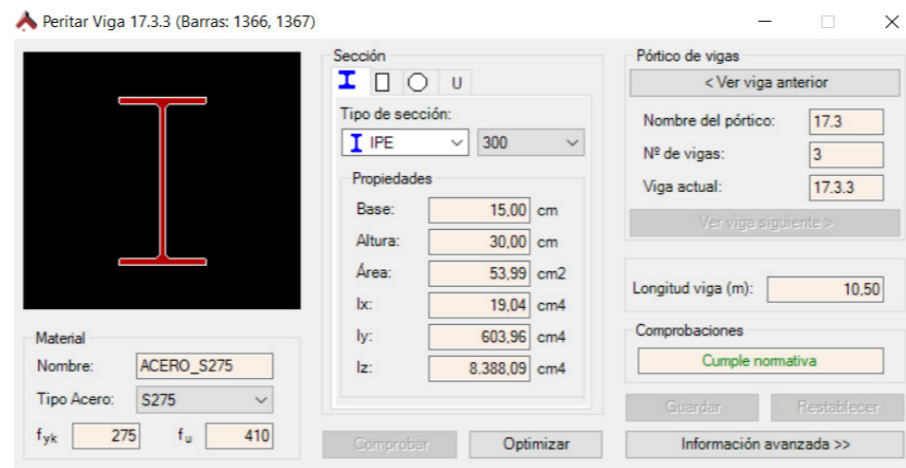 Peritar Viga 17.3.3 (Barras: 1366, 1367)
Sección
U
Tipo de sección:
IPE
300
Propiedades
Base: 15,00 cm
Altura: 30,00 cm
Área: 53,99 cm2
Ix: 19,04 cm4
Iy: 603,96 cm4
Iz: 8.388,09 cm4
Comprobar
Optimizar
Material
Nombre: ACERO_S275
Tipo Acero: S275
fyk 275 fu 410
Pórtico de vigas
< Ver viga anterior
Nombre del pórtico: 17.3
Nº de vigas: 3
Viga actual: 17.3.3
Ver viga siguiente >
Longitud viga (m): 10,50
Comprobaciones
Cumple normativa
Guardar
Restablecer
Información avanzada >>